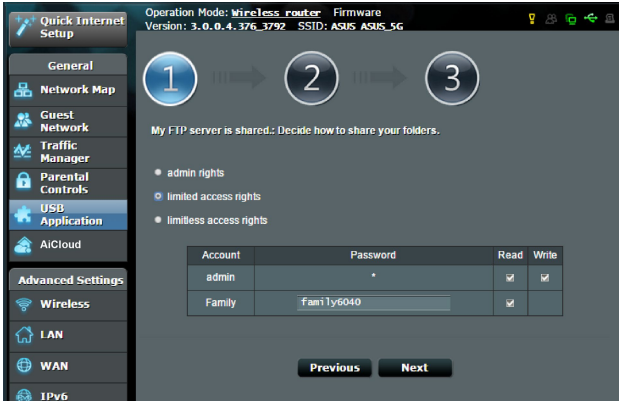 Quick Internet
Setup
Operation Mode: Wireless router Firmware
Version: 3.0.0.4.376_3792 SSID: ASUS ASUS_5G
General
Network Map
Guest
Network
Traffic
Manager
Parental
Controls
USB
Application
AiCloud
Advanced Settings
Wireless
LAN
WAN
IPv6
1 2 3
My FTP server is shared.: Decide how to share your folders.
admin rights
limited access rights
limitless access rights
Account Password Read Write
admin *
Family family6040
Previous Next